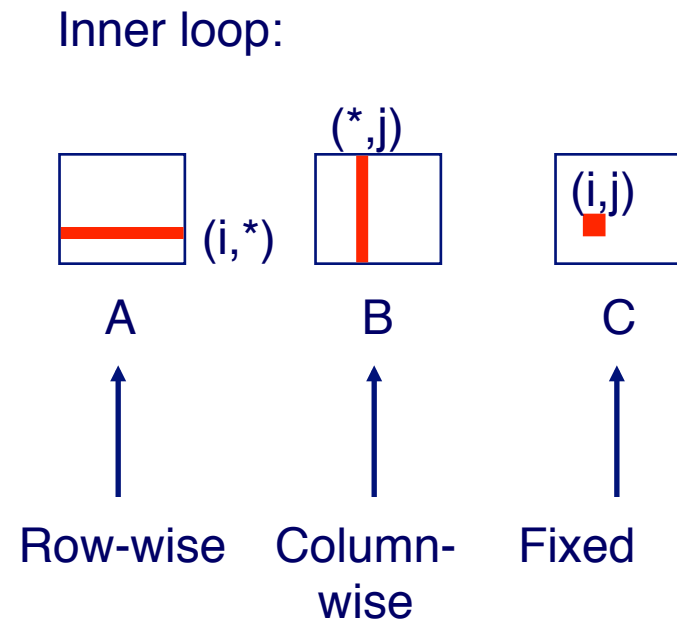 Inner loop:
(*,j)
(i,j)
(i,*)
A B C
Row-wise Column- Fixed
wise